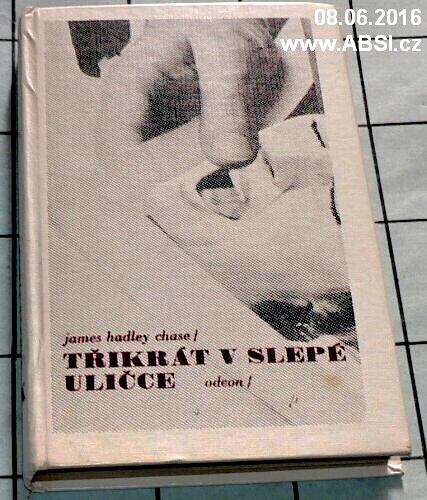 08.06.2016
www.ABSI.cz
james hadley chase/
TŘIKRÁT V SLEPÉ
ULIČCE odeon/